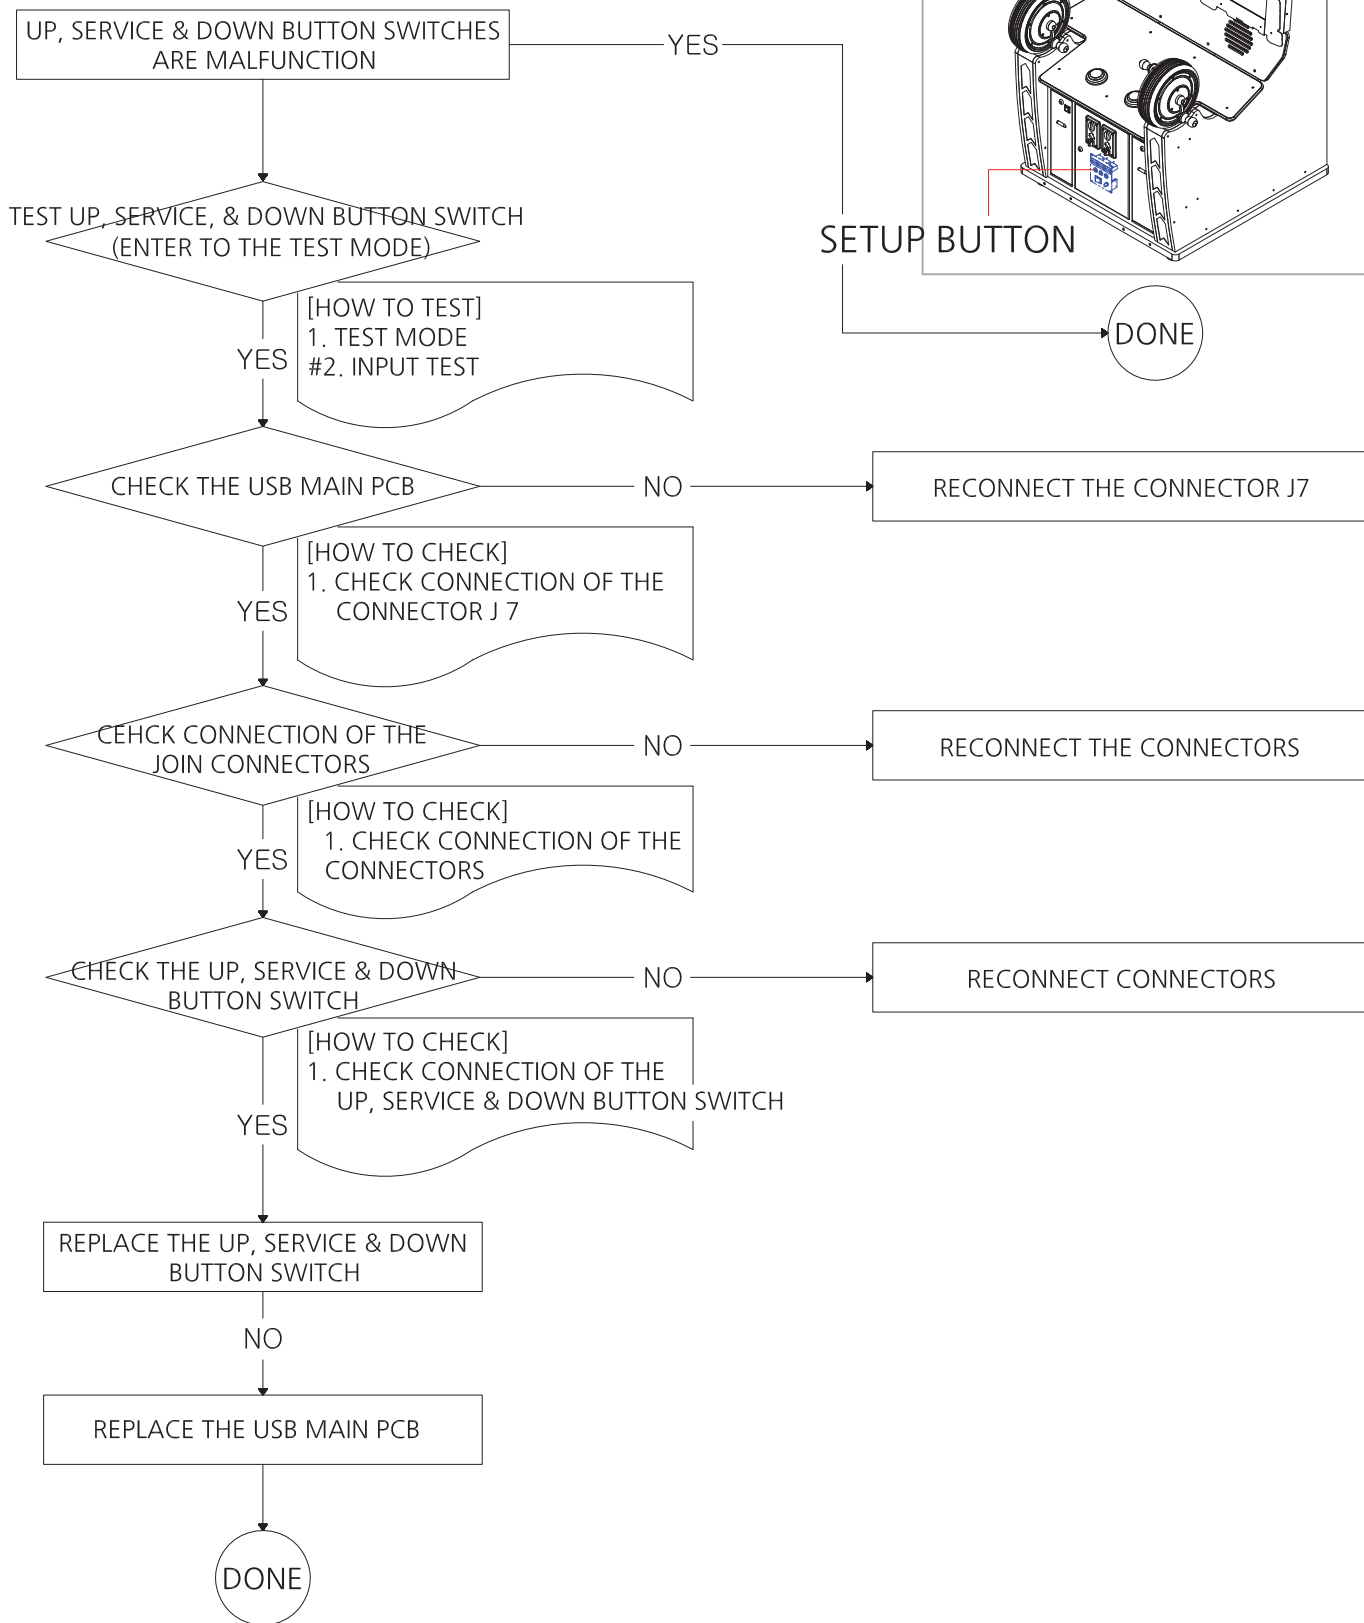 UP, SERVICE & DOWN BUTTON SWITCHES
ARE MALFUNCTION
YES
SETUP BUTTON
DONE
TEST UP, SERVICE, & DOWN BUTTON SWITCH
(ENTER TO THE TEST MODE)
[HOW TO TEST]
1. TEST MODE
#2. INPUT TEST
YES
CHECK THE USB MAIN PCB
NO
RECONNECT THE CONNECTOR J7
[HOW TO CHECK]
1. CHECK CONNECTION OF THE
CONNECTOR J 7
YES
CEHCK CONNECTION OF THE
JOIN CONNECTORS
NO
RECONNECT THE CONNECTORS
[HOW TO CHECK]
1. CHECK CONNECTION OF THE
CONNECTORS
YES
CHECK THE UP, SERVICE & DOWN
BUTTON SWITCH
NO
RECONNECT CONNECTORS
[HOW TO CHECK]
1. CHECK CONNECTION OF THE
UP, SERVICE & DOWN BUTTON SWITCH
YES
REPLACE THE UP, SERVICE & DOWN
BUTTON SWITCH
NO
REPLACE THE USB MAIN PCB
DONE